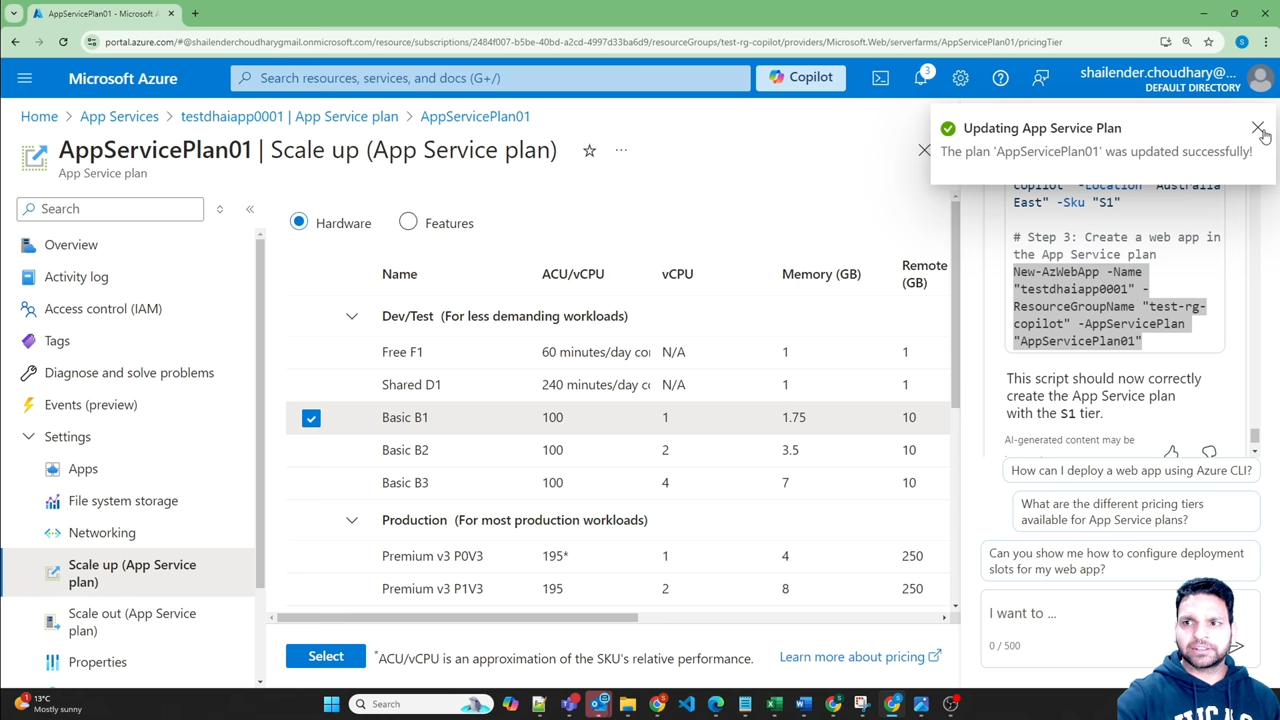 AppServicePlan01 - Microsoft A
portal.azure.com/#@shailenderchoudharygmail.onmicrosoft.com/resource/subscriptions/2484f007-b5be-40bd-a2cd-4997d33ba6d9/resourceGroups/test-rg-copilot/providers/Microsoft.Web/serverfarms/AppServicePlan01/pricingTier
S
Microsoft Azure
Search resources, services, and docs (G+/)
Copilot
3
shailender.choudhary@...
DEFAULT DIRECTORY
Home > App Services > testdhaiapp0001 | App Service plan > AppServicePlan01
AppServicePlan01 | Scale up (App Service plan)
App Service plan
Updating App Service Plan
The plan 'AppServicePlan01' was updated successfully!
Search
Overview
Activity log
Access control (IAM)
Tags
Diagnose and solve problems
Events (preview)
Settings
Apps
File system storage
Networking
Scale up (App Service
plan)
Scale out (App Service
plan)
Properties
Hardware
Features
Name ACU/vCPU vCPU Memory (GB) Remote
(GB)
Dev/Test (For less demanding workloads)
Free F1 60 minutes/day co N/A 1 1
Shared D1 240 minutes/day c N/A 1 1
Basic B1 100 1 1.75 10
Basic B2 100 2 3.5 10
Basic B3 100 4 7 10
Production (For most production workloads)
Premium v3 P0V3 195* 1 4 250
Premium v3 P1V3 195 2 8 250
Select
*ACU/vCPU is an approximation of the SKU's relative performance.
Learn more about pricing
copilot" -Location "Australia
East" -Sku "S1"
# Step 3: Create a web app in
the App Service plan
New-AzWebApp -Name
"testdhaiapp0001" -
ResourceGroupName "test-rg-
copilot" -AppServicePlan
"AppServicePlan01"
This script should now correctly
create the App Service plan
with the S1 tier.
AI-generated content may be
How can I deploy a web app using Azure CLI?
What are the different pricing tiers
available for App Service plans?
Can you show me how to configure deployment
slots for my web app?
I want to ...
0 / 500
13°C
Mostly sunny
Search